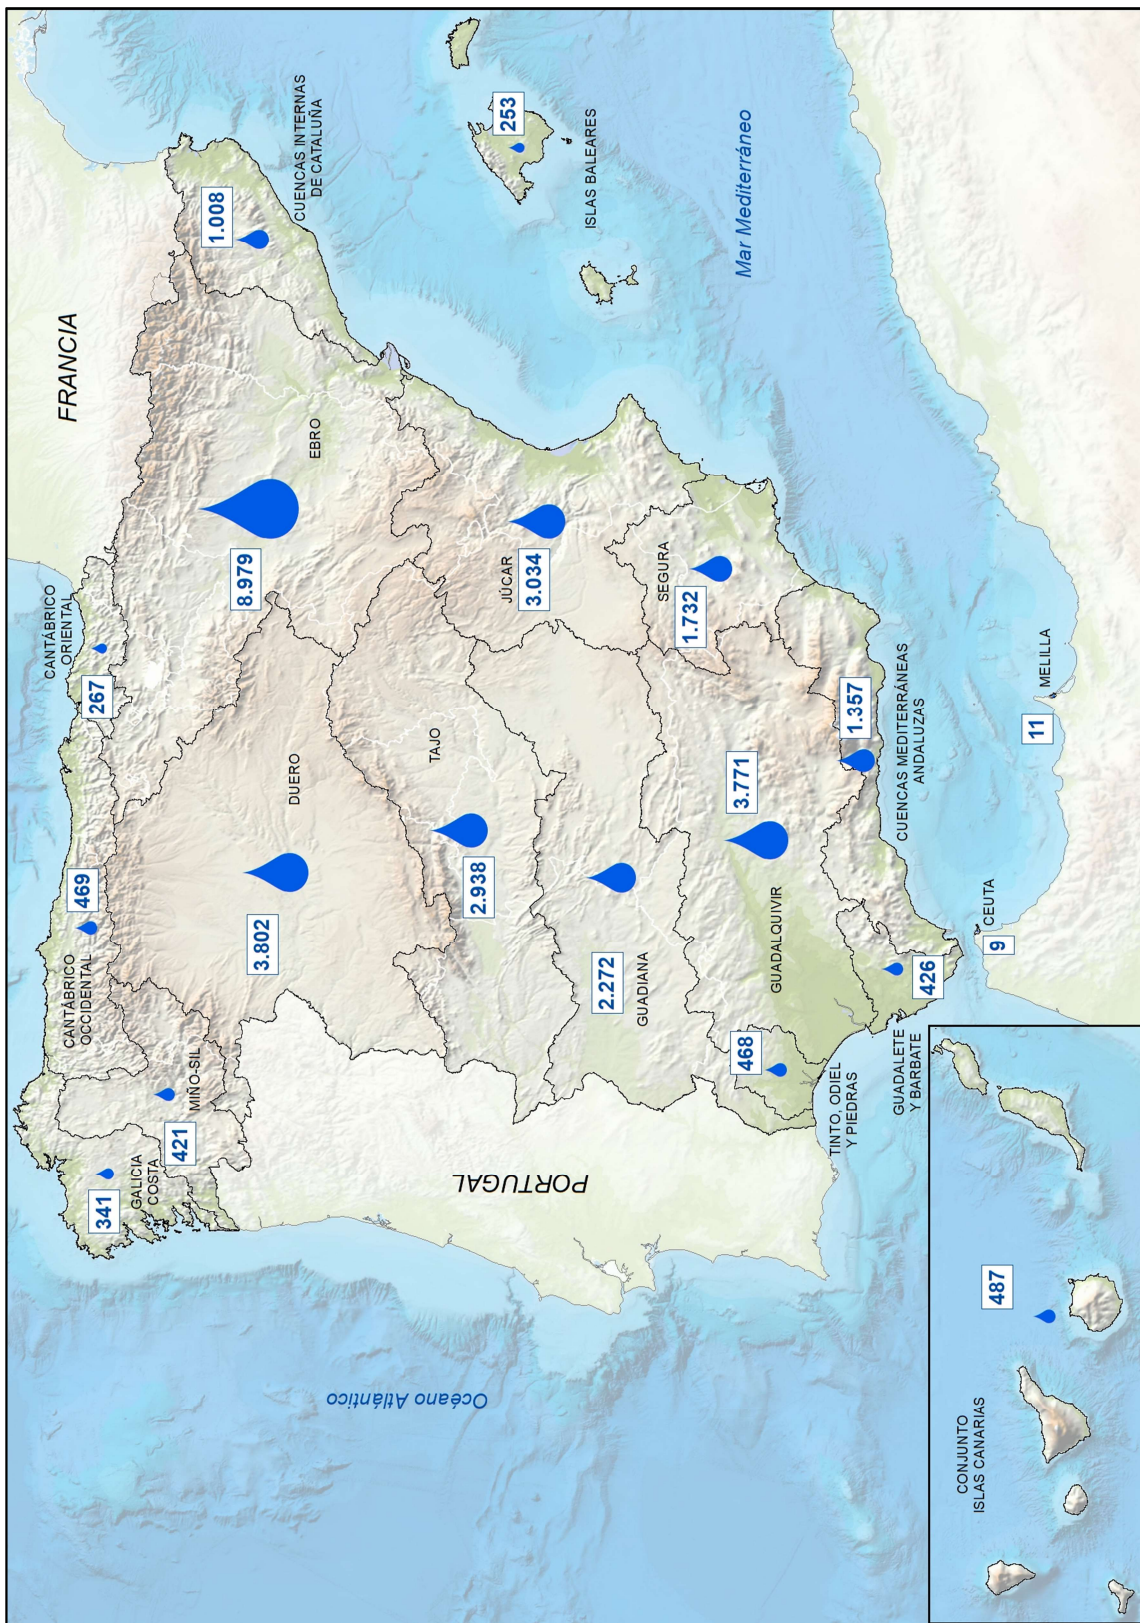 FRANCIA
CANTÁBRICO
ORIENTAL
267
469
CANTÁBRICO
OCCIDENTAL
341
GALICIA
COSTA
421
MIÑO-SIL
3.802
DUERO
8.979
EBRO
1.008
CUENCAS INTERNAS
DE CATALUÑA
253
ISLAS BALEARES
Mar Mediterráneo
TAJO
2.938
JÚCAR
3.034
2.272
GUADIANA
SEGURA
1.732
3.771
GUADALQUIVIR
468
TINTO, ODIEL
Y PIEDRAS
1.357
CUENCAS MEDITERRÁNEAS
ANDALUZAS
426
GUADALETE
Y BARBATE
9
CEUTA
11
MELILLA
PORTUGAL
Océano Atlántico
487
CONJUNTO
ISLAS CANARIAS